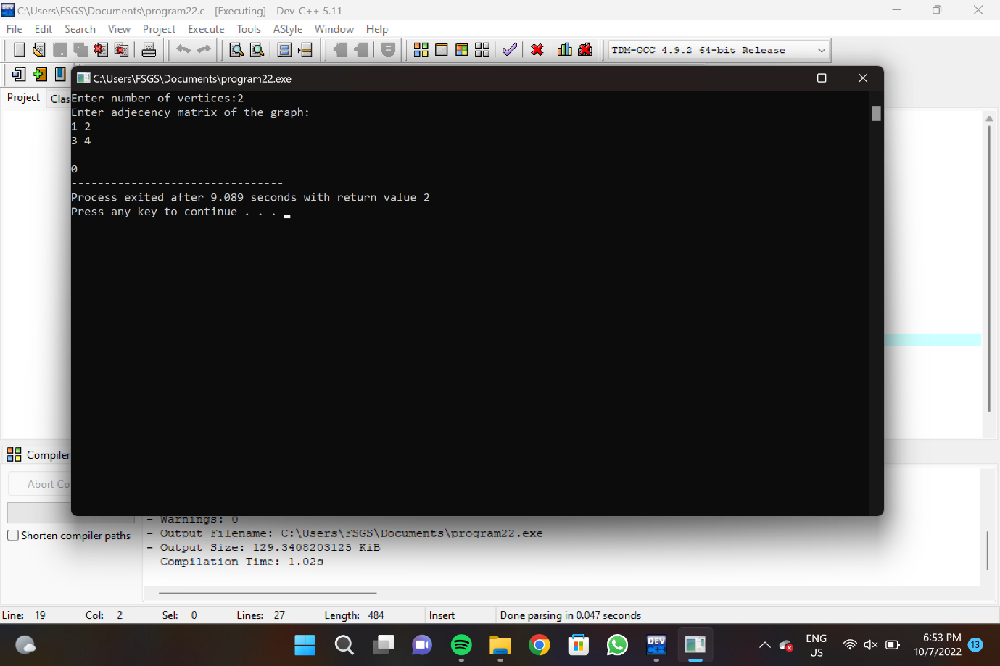 C:\Users\FSGS\Documents\program22.c - [Executing] - Dev-C++ 5.11
File Edit Search View Project Execute Tools AStyle Window Help
TDM-GCC 4.9.2 64-bit Release
C:\Users\FSGS\Documents\program22.exe
Project Clas
Enter number of vertices:2
Enter adjecency matrix of the graph:
1 2
3 4
0
--------------------------------
Process exited after 9.089 seconds with return value 2
Press any key to continue . . .
Compiler
Abort Co
Shorten compiler paths
- Warnings: 0
- Output Filename: C:\Users\FSGS\Documents\program22.exe
- Output Size: 129.3408203125 KiB
- Compilation Time: 1.02s
Line: 19 Col: 2 Sel: 0 Lines: 27 Length: 484 Insert Done parsing in 0.047 seconds
DEV
C++
ENG
US
6:53 PM
10/7/2022
13